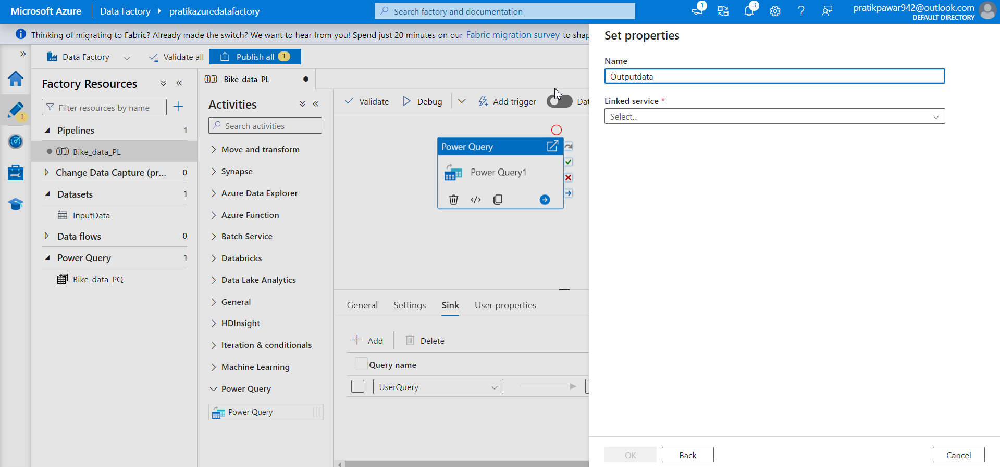 Microsoft Azure
Data Factory
pratikazuredatafactory
Search factory and documentation
1
3
pratikpawar942@outlook.com
DEFAULT DIRECTORY
Thinking of migrating to Fabric? Already made the switch? We want to hear from you! Spend just 20 minutes on our Fabric migration survey to shap
Data Factory
Validate all
Publish all 1
1
Factory Resources
Filter resources by name
Pipelines 1
Bike_data_PL
Change Data Capture (pr... 0
Datasets 1
InputData
Data flows 0
Power Query 1
Bike_data_PQ
Bike_data_PL
Activities
Search activities
Move and transform
Synapse
Azure Data Explorer
Azure Function
Batch Service
Databricks
Data Lake Analytics
General
HDInsight
Iteration & conditionals
Machine Learning
Power Query
Power Query
Validate
Debug
Add trigger
Dat
Power Query
Power Query1
General
Settings
Sink
User properties
Add
Delete
Query name
UserQuery
Set properties
Name
Outputdata
Linked service *
Select...
OK
Back
Cancel